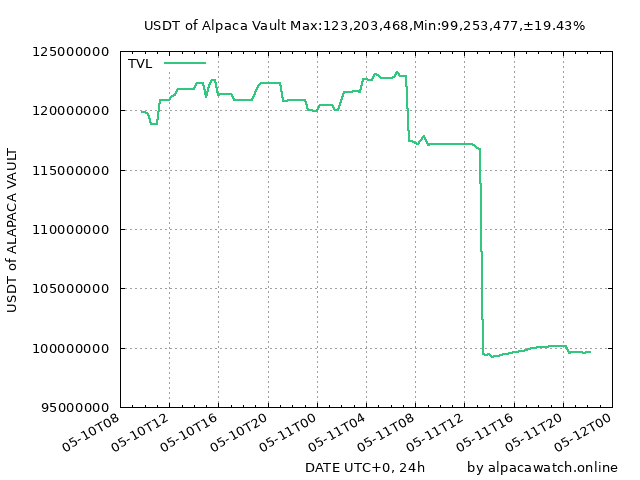 USDT of Alpaca Vault Max:123,203,468,Min:99,253,477,±19.43%
TVL
125000000
120000000
115000000
110000000
105000000
100000000
95000000
USDT of ALAPACA VAULT
05-10T08
05-10T12
05-10T16
05-10T20
05-11T00
05-11T04
05-11T08
05-11T12
05-11T16
05-11T20
05-12T00
DATE UTC+0, 24h
by alpacawatch.online